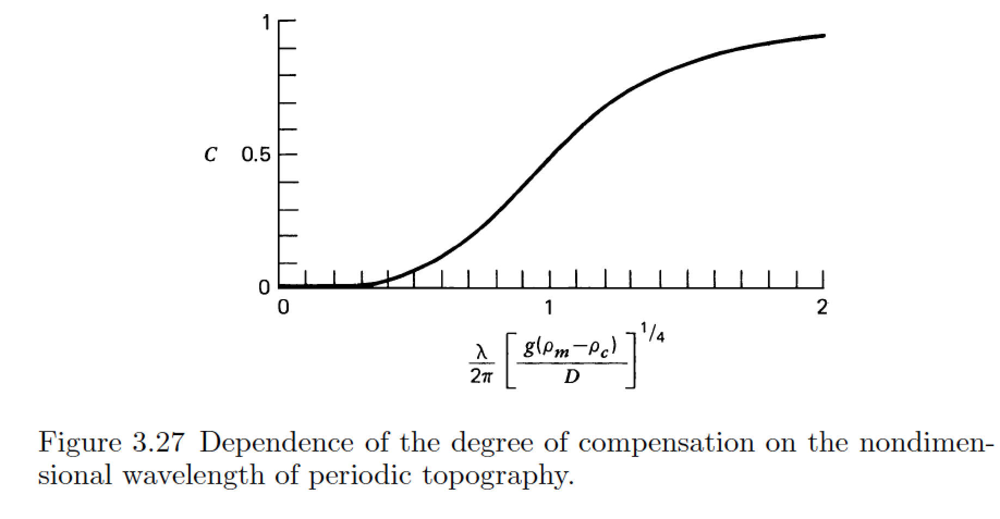 1
C 0.5
0
0 1 2
λ/2π [g(ρm−ρc)/D]^1/4
Figure 3.27 Dependence of the degree of compensation on the nondimen-
sional wavelength of periodic topography.